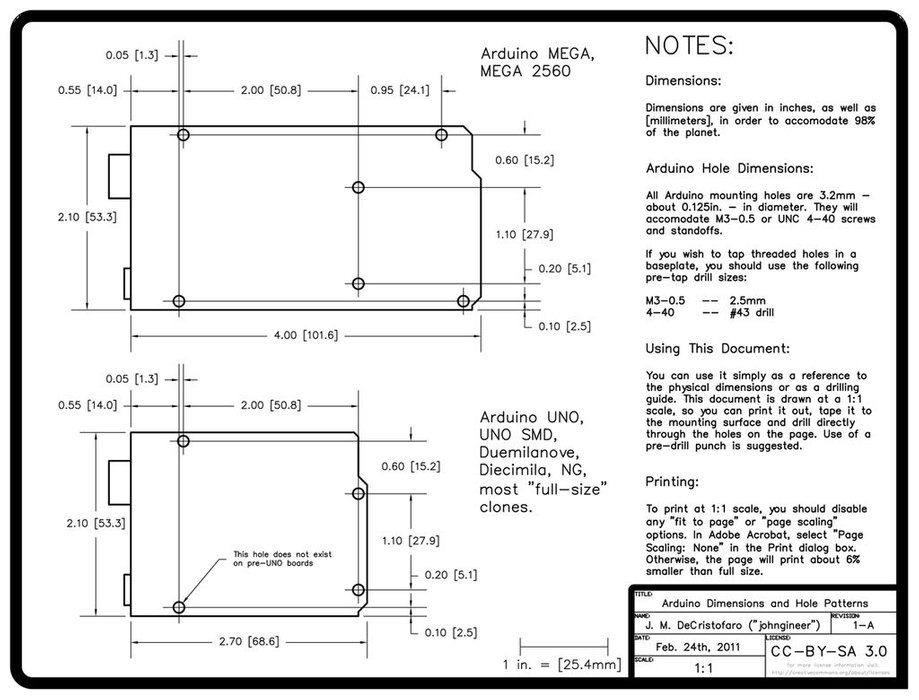 0.05 [1.3]
0.55 [14.0]
2.00 [50.8]
0.95 [24.1]
Arduino MEGA,
MEGA 2560
0.60 [15.2]
2.10 [53.3]
1.10 [27.9]
0.20 [5.1]
0.10 [2.5]
4.00 [101.6]
0.05 [1.3]
0.55 [14.0]
2.00 [50.8]
Arduino UNO,
UNO SMD,
Duemilanove,
Diecimila, NG,
most "full-size"
clones.
0.60 [15.2]
2.10 [53.3]
1.10 [27.9]
This hole does not exist
on pre-UNO boards
0.20 [5.1]
0.10 [2.5]
2.70 [68.6]
1 in. = [25.4mm]
NOTES:
Dimensions:
Dimensions are given in inches, as well as
[millimeters], in order to accomodate 98%
of the planet.
Arduino Hole Dimensions:
All Arduino mounting holes are 3.2mm -
about 0.125in. - in diameter. They will
accomodate M3-0.5 or UNC 4-40 screws
and standoffs.
If you wish to tap threaded holes in a
baseplate, you should use the following
pre-tap drill sizes:
M3-0.5 -- 2.5mm
4-40 -- #43 drill
Using This Document:
You can use it simply as a reference to
the physical dimensions or as a drilling
guide. This document is drawn at a 1:1
scale, so you can print it out, tape it to
the mounting surface and drill directly
through the holes on the page. Use of a
pre-drill punch is suggested.
Printing:
To print at 1:1 scale, you should disable
any "fit to page" or "page scaling"
options. In Adobe Acrobat, select "Page
Scaling: None" in the Print dialog box.
Otherwise, the page will print about 6%
smaller than full size.
TITLE:
Arduino Dimensions and Hole Patterns
NAME:
J. M. DeCristofaro ("johngineer")
REVISION:
1-A
DATE:
Feb. 24th, 2011
LICENSE:
CC-BY-SA 3.0
for more license information visit:
http://creativecommons.org/about/licenses
SCALE:
1:1